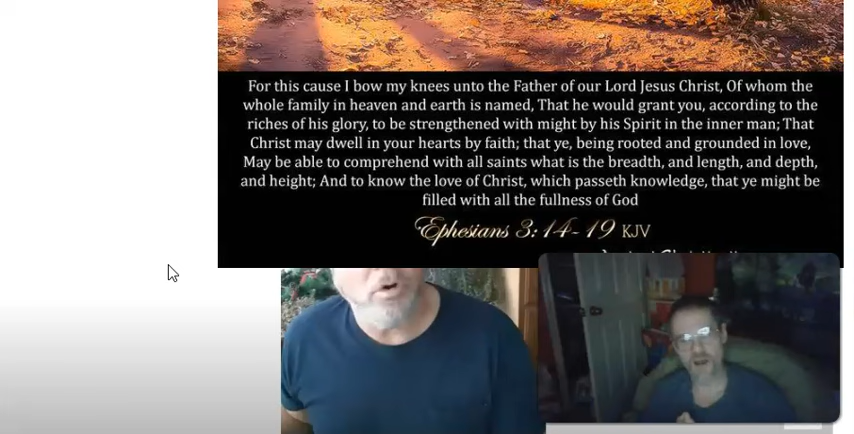 For this cause I bow my knees unto the Father of our Lord Jesus Christ, Of whom the
whole family in heaven and earth is named, That he would grant you, according to the
riches of his glory, to be strengthened with might by his Spirit in the inner man; That
Christ may dwell in your hearts by faith; that ye, being rooted and grounded in love,
May be able to comprehend with all saints what is the breadth, and length, and depth,
and height; And to know the love of Christ, which passeth knowledge, that ye might be
filled with all the fullness of God
Ephesians 3:14-19 KJV